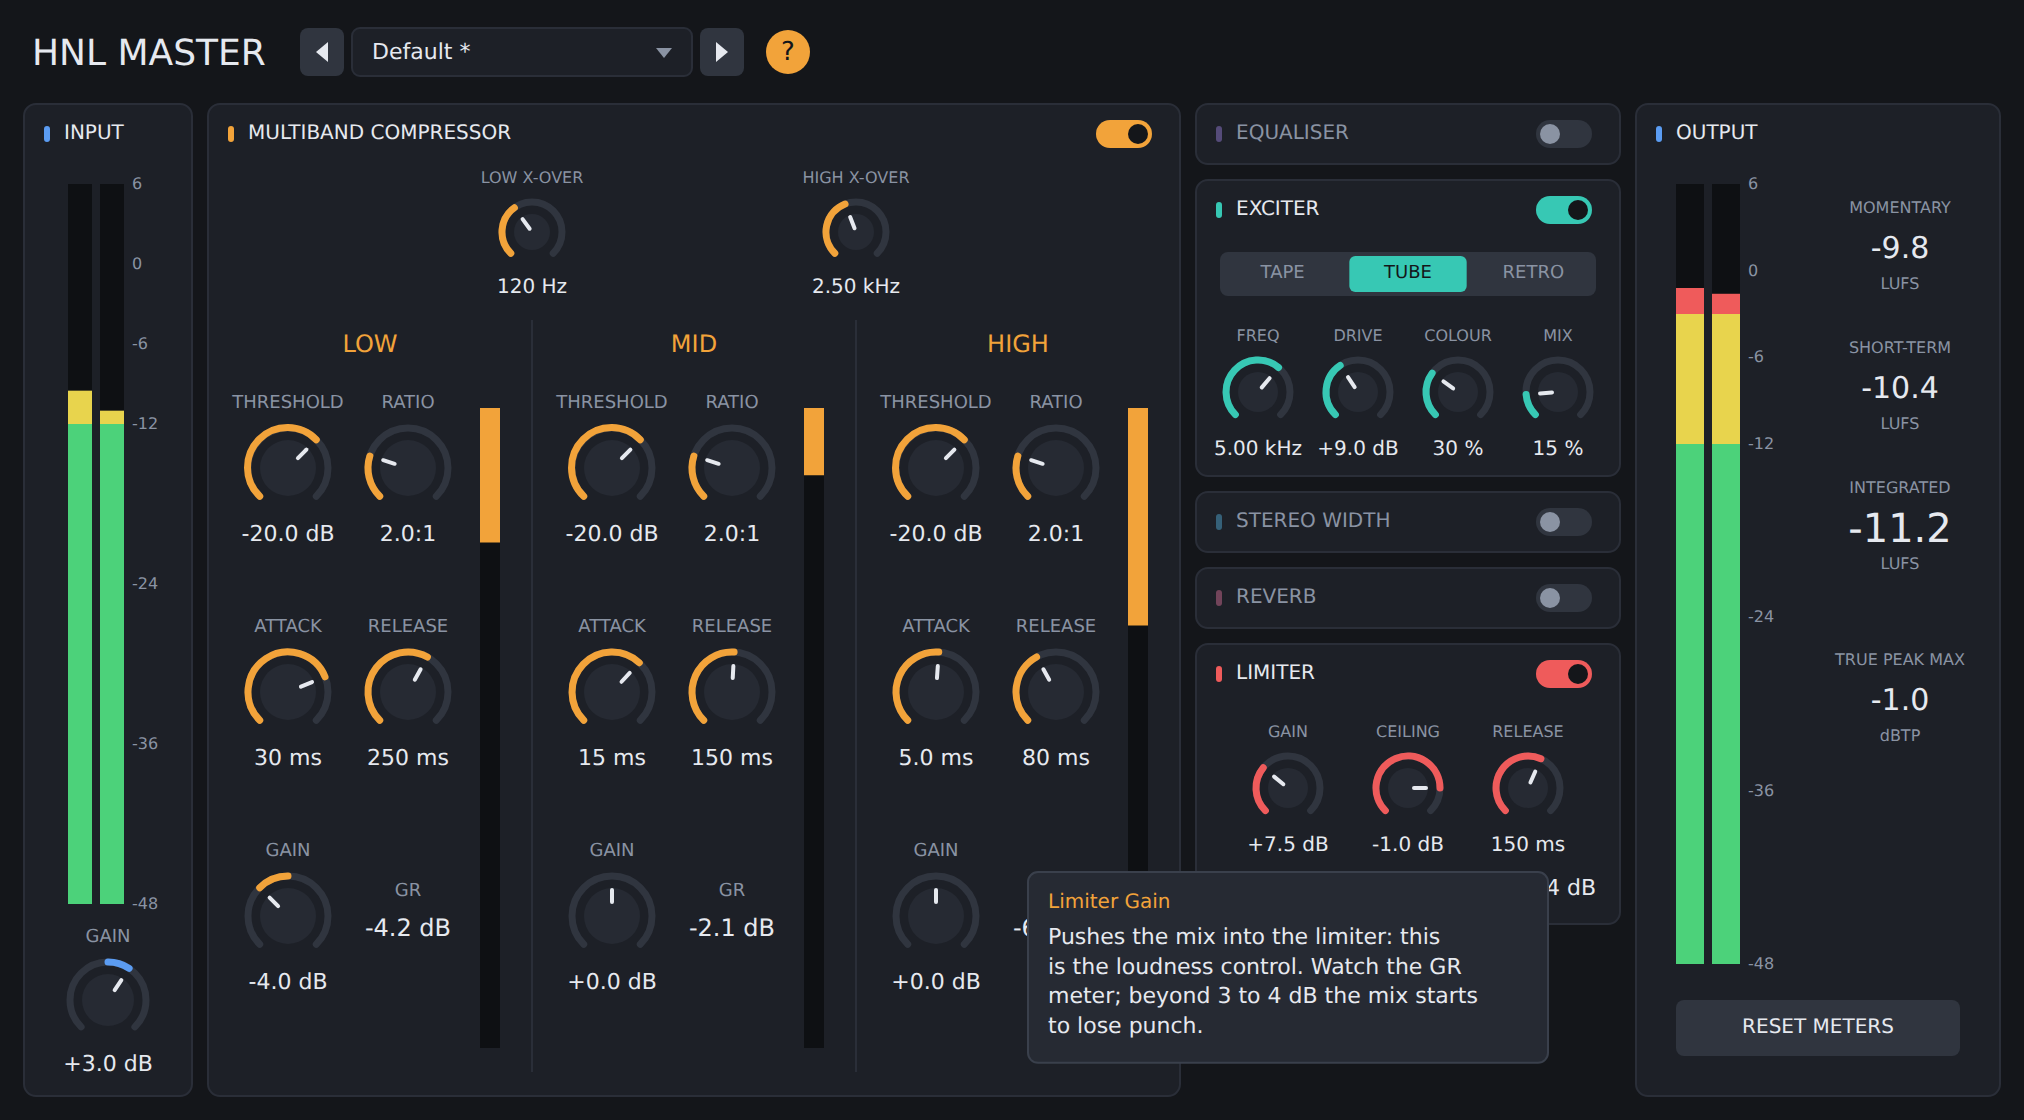 HNL MASTER
Default *
?
INPUT
6
0
-6
-12
-24
-36
-48
GAIN
+3.0 dB
MULTIBAND COMPRESSOR
LOW X-OVER
HIGH X-OVER
120 Hz
2.50 kHz
LOW
THRESHOLD
RATIO
-20.0 dB
2.0:1
ATTACK
RELEASE
30 ms
250 ms
GAIN
GR
-4.2 dB
-4.0 dB
MID
THRESHOLD
RATIO
-20.0 dB
2.0:1
ATTACK
RELEASE
15 ms
150 ms
GAIN
GR
-2.1 dB
+0.0 dB
HIGH
THRESHOLD
RATIO
-20.0 dB
2.0:1
ATTACK
RELEASE
5.0 ms
80 ms
GAIN
+0.0 dB
EQUALISER
EXCITER
TAPE
TUBE
RETRO
FREQ
DRIVE
COLOUR
MIX
5.00 kHz
+9.0 dB
30 %
15 %
STEREO WIDTH
REVERB
LIMITER
GAIN
CEILING
RELEASE
+7.5 dB
-1.0 dB
150 ms
4 dB
Limiter Gain
Pushes the mix into the limiter: this
is the loudness control. Watch the GR
meter; beyond 3 to 4 dB the mix starts
to lose punch.
OUTPUT
6
0
-6
-12
-24
-36
-48
MOMENTARY
-9.8
LUFS
SHORT-TERM
-10.4
LUFS
INTEGRATED
-11.2
LUFS
TRUE PEAK MAX
-1.0
dBTP
RESET METERS